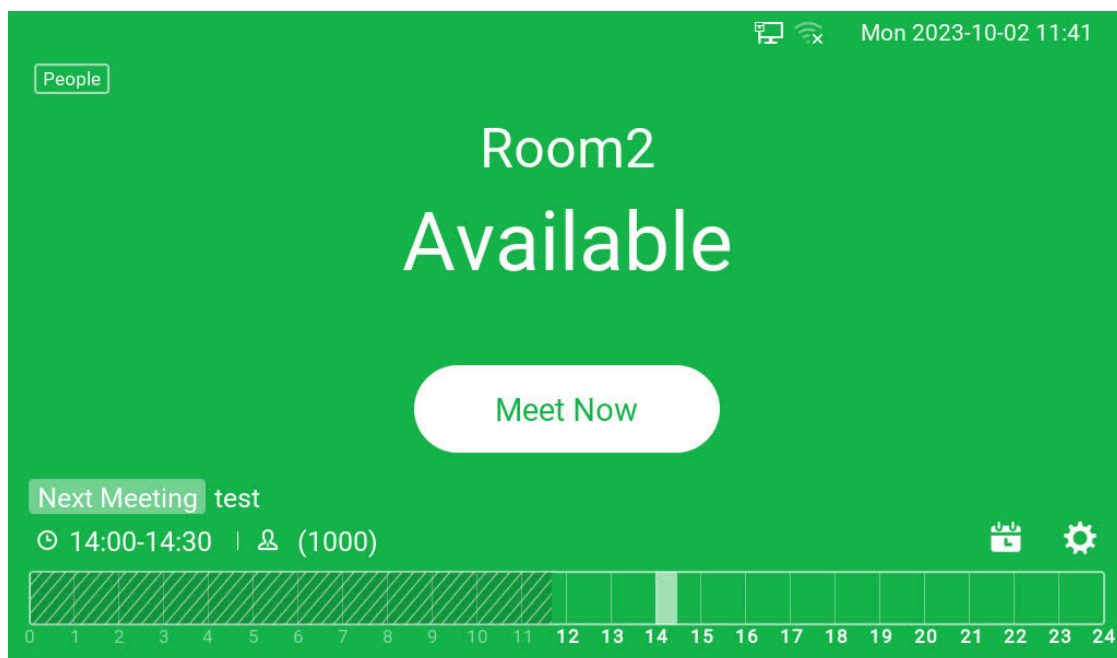 Mon 2023-10-02 11:41
People
Room2
Available
Meet Now
Next Meeting test
14:00-14:30 (1000)
0 1 2 3 4 5 6 7 8 9 10 11 12 13 14 15 16 17 18 19 20 21 22 23 24